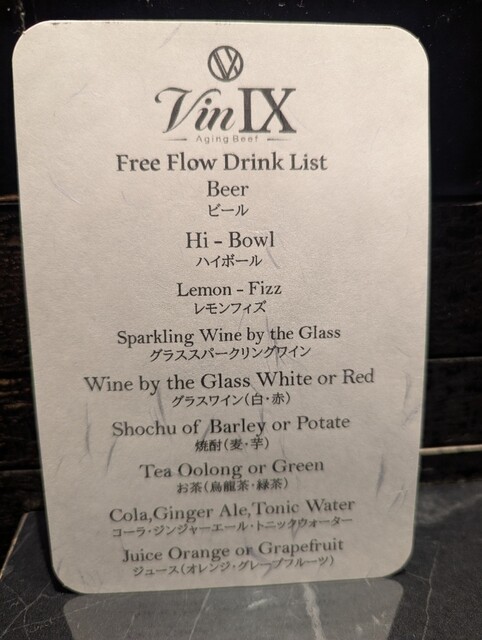 Vin IX
Aging Beef
Free Flow Drink List
Beer
ビール
Hi - Bowl
ハイボール
Lemon - Fizz
レモンフィズ
Sparkling Wine by the Glass
グラススパークリングワイン
Wine by the Glass White or Red
グラスワイン(白・赤)
Shochu of Barley or Potate
焼酎(麦・芋)
Tea Oolong or Green
お茶(烏龍茶・緑茶)
Cola,Ginger Ale,Tonic Water
コーラ・ジンジャーエール・トニックウォーター
Juice Orange or Grapefruit
ジュース(オレンジ・グレープフルーツ)